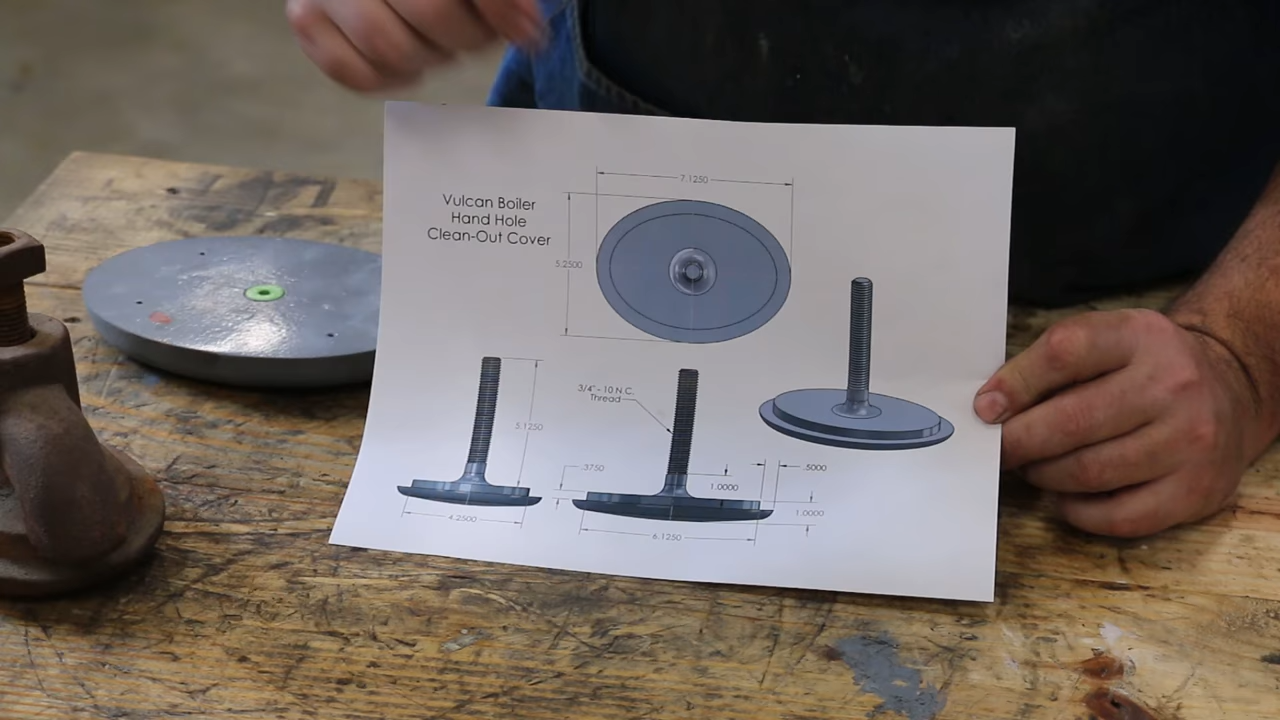 Vulcan Boiler
Hand Hole
Clean-Out Cover
7.1250
5.2500
3/4" - 10 N.C.
Thread
5.1250
.3750
1.0000
.5000
1.0000
4.2500
6.1250